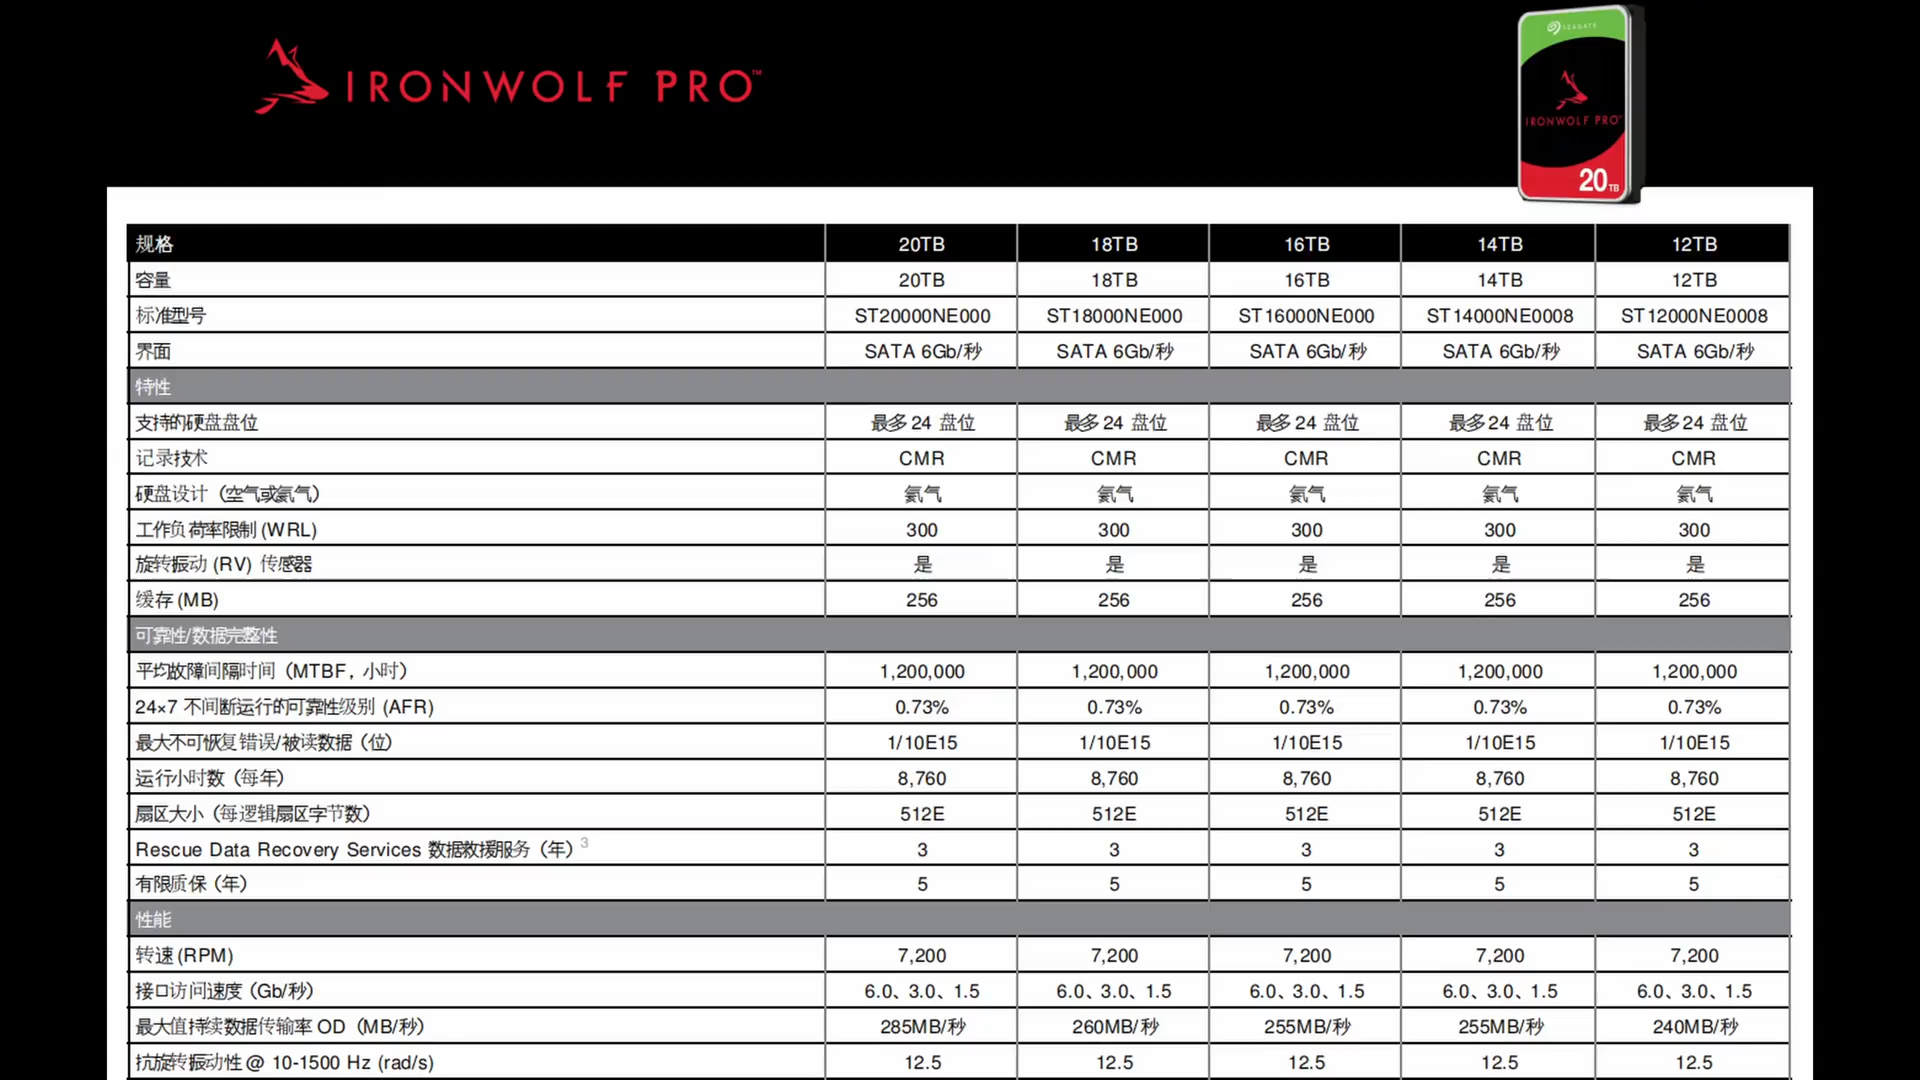 IRONWOLF PRO™
SEAGATE
IRONWOLF PRO™
20TB
规格 20TB 18TB 16TB 14TB 12TB
容量 20TB 18TB 16TB 14TB 12TB
标准型号 ST20000NE000 ST18000NE000 ST16000NE000 ST14000NE0008 ST12000NE0008
界面 SATA 6Gb/秒 SATA 6Gb/秒 SATA 6Gb/秒 SATA 6Gb/秒 SATA 6Gb/秒
特性
支持的硬盘盘位 最多24 盘位 最多24 盘位 最多24 盘位 最多24 盘位 最多24 盘位
记录技术 CMR CMR CMR CMR CMR
硬盘设计（空气或氦气） 氦气 氦气 氦气 氦气 氦气
工作负荷率限制 (WRL) 300 300 300 300 300
旋转振动 (RV) 传感器 是 是 是 是 是
缓存 (MB) 256 256 256 256 256
可靠性/数据完整性
平均故障间隔时间（MTBF，小时） 1,200,000 1,200,000 1,200,000 1,200,000 1,200,000
24×7 不间断运行的可靠性级别 (AFR) 0.73% 0.73% 0.73% 0.73% 0.73%
最大不可恢复错误/被读数据（位） 1/10E15 1/10E15 1/10E15 1/10E15 1/10E15
运行小时数（每年） 8,760 8,760 8,760 8,760 8,760
扇区大小（每逻辑扇区字节数） 512E 512E 512E 512E 512E
Rescue Data Recovery Services 数据救援服务（年）3 3 3 3 3 3
有限质保（年） 5 5 5 5 5
性能
转速 (RPM) 7,200 7,200 7,200 7,200 7,200
接口访问速度（Gb/秒） 6.0、3.0、1.5 6.0、3.0、1.5 6.0、3.0、1.5 6.0、3.0、1.5 6.0、3.0、1.5
最大值持续数据传输率 OD（MB/秒） 285MB/秒 260MB/秒 255MB/秒 255MB/秒 240MB/秒
抗旋转振动性 @ 10-1500 Hz (rad/s) 12.5 12.5 12.5 12.5 12.5